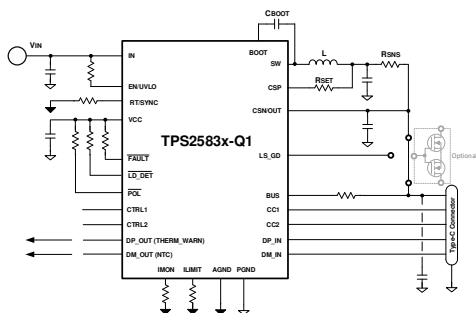 CBOOT
VIN
BOOT
IN
SW
L
RSNS
EN/UVLO
CSP
RSET
RT/SYNC
CSN/OUT
VCC
TPS2583x-Q1
Optional
FAULT
LS_GD
LD_DET
POL
BUS
CTRL1
CC1
CTRL2
CC2
DP_OUT (THERM_WARN)
DP_IN
DM_OUT (NTC)
DM_IN
IMON
ILIMIT
AGND
PGND
Type-C Connector